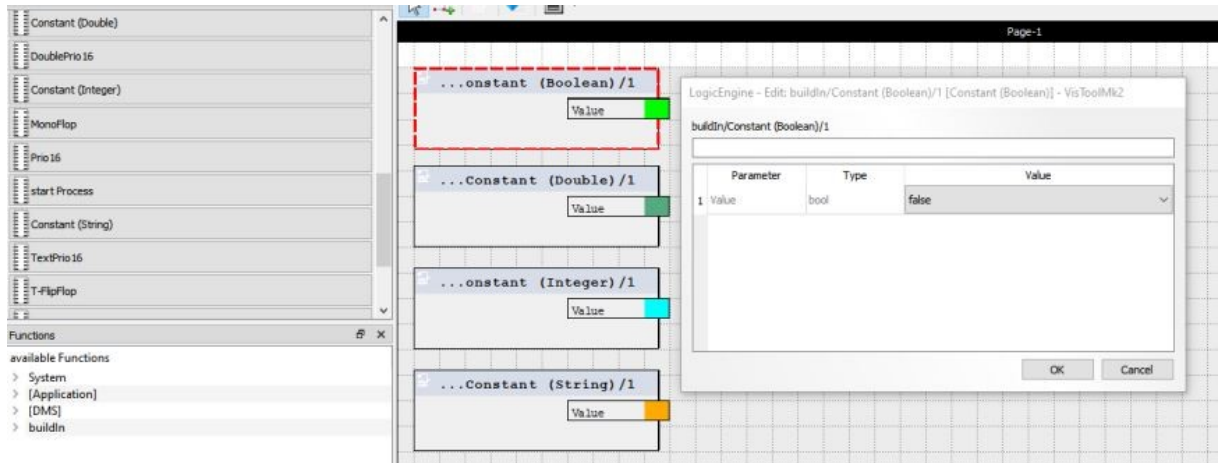 Constant (Double)
DoublePrio16
Constant (Integer)
MonoFlop
Prio16
start Process
Constant (String)
TextPrio16
T-FlipFlop
Functions
available Functions
System
[Application]
[DMS]
buildIn
Page-1
...onstant (Boolean)/1
Value
...Constant (Double)/1
Value
...onstant (Integer)/1
Value
...Constant (String)/1
Value
LogicEngine - Edit: buildIn/Constant (Boolean)/1 [Constant (Boolean)] - VisToolMk2
buildIn/Constant (Boolean)/1
Parameter Type Value
1 Value bool false
OK Cancel